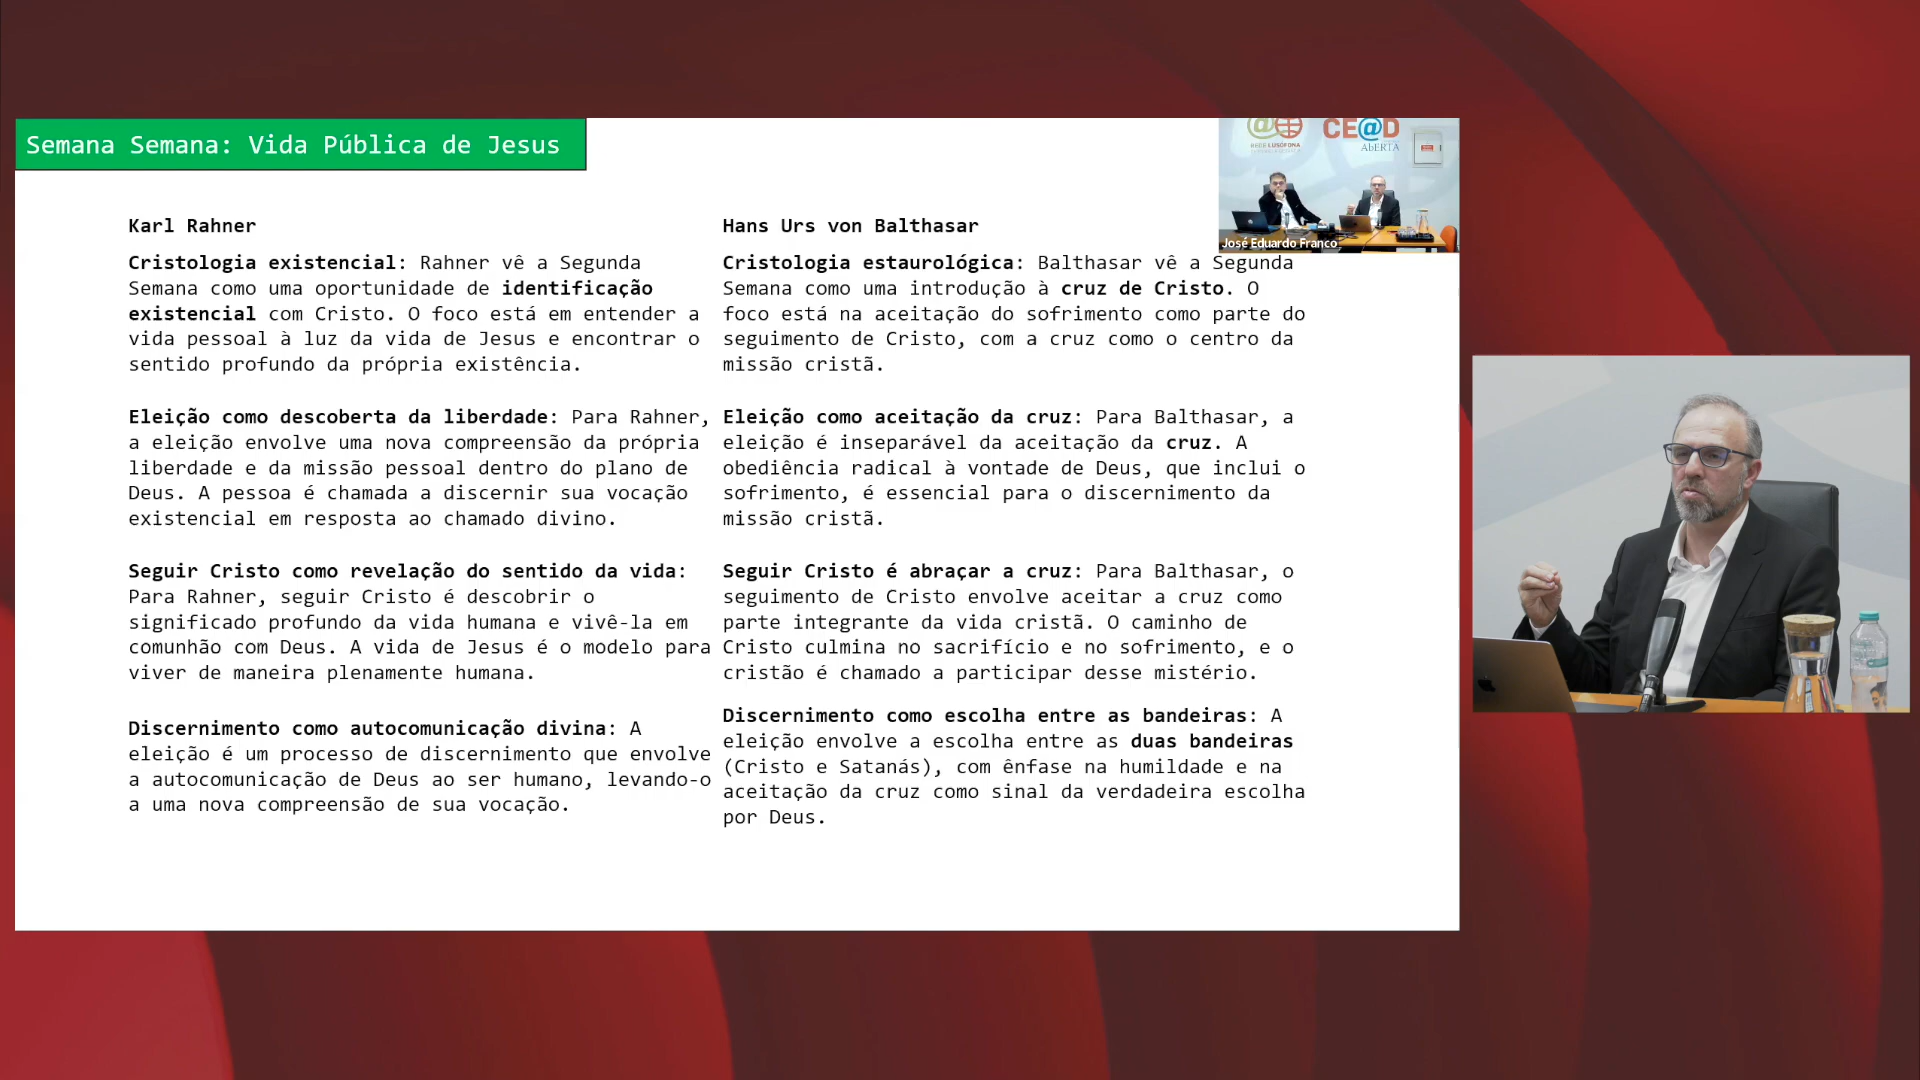 Semana Semana: Vida Pública de Jesus
Karl Rahner
Cristologia existencial: Rahner vê a Segunda
Semana como uma oportunidade de identificação
existencial com Cristo. O foco está em entender a
vida pessoal à luz da vida de Jesus e encontrar o
sentido profundo da própria existência.
Eleição como descoberta da liberdade: Para Rahner,
a eleição envolve uma nova compreensão da própria
liberdade e da missão pessoal dentro do plano de
Deus. A pessoa é chamada a discernir sua vocação
existencial em resposta ao chamado divino.
Seguir Cristo como revelação do sentido da vida:
Para Rahner, seguir Cristo é descobrir o
significado profundo da vida humana e vivê-la em
comunhão com Deus. A vida de Jesus é o modelo para
viver de maneira plenamente humana.
Discernimento como autocomunicação divina: A
eleição é um processo de discernimento que envolve
a autocomunicação de Deus ao ser humano, levando-o
a uma nova compreensão de sua vocação.
Hans Urs von Balthasar
Cristologia estaurológica: Balthasar vê a Segunda
Semana como uma introdução à cruz de Cristo. O
foco está na aceitação do sofrimento como parte do
seguimento de Cristo, com a cruz como o centro da
missão cristã.
Eleição como aceitação da cruz: Para Balthasar, a
eleição é inseparável da aceitação da cruz. A
obediência radical à vontade de Deus, que inclui o
sofrimento, é essencial para o discernimento da
missão cristã.
Seguir Cristo é abraçar a cruz: Para Balthasar, o
seguimento de Cristo envolve aceitar a cruz como
parte integrante da vida cristã. O caminho de
Cristo culmina no sacrifício e no sofrimento, e o
cristão é chamado a participar desse mistério.
Discernimento como escolha entre as bandeiras: A
eleição envolve a escolha entre as duas bandeiras
(Cristo e Satanás), com ênfase na humildade e na
aceitação da cruz como sinal da verdadeira escolha
por Deus.
REDE LUSÓFONA
CE@D
AbERTA
José Eduardo Franco